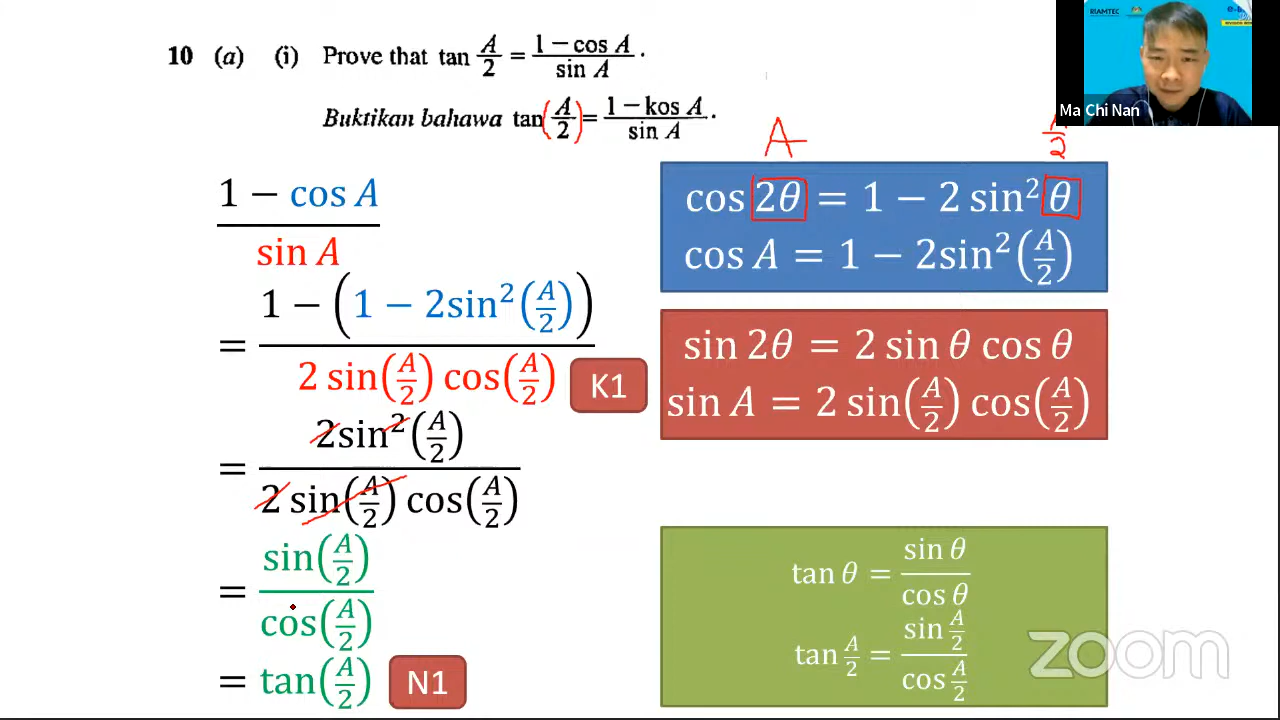 10 (a) (i) Prove that tan A/2 = (1 − cos A)/(sin A).
Buktikan bahawa tan(A/2) = (1 − kos A)/(sin A).
RIAMTEC
Ma Chi Nan
A
2
(1 − cos A)/(sin A)
= (1 − (1 − 2sin²(A/2)))/(2 sin(A/2) cos(A/2))
K1
= (2sin²(A/2))/(2 sin(A/2) cos(A/2))
= (sin(A/2))/(cos(A/2))
= tan(A/2)
N1
cos 2θ = 1 − 2 sin² θ
cos A = 1 − 2sin²(A/2)
sin 2θ = 2 sin θ cos θ
sin A = 2 sin(A/2) cos(A/2)
tan θ = (sin θ)/(cos θ)
tan A/2 = (sin A/2)/(cos A/2)
zoom